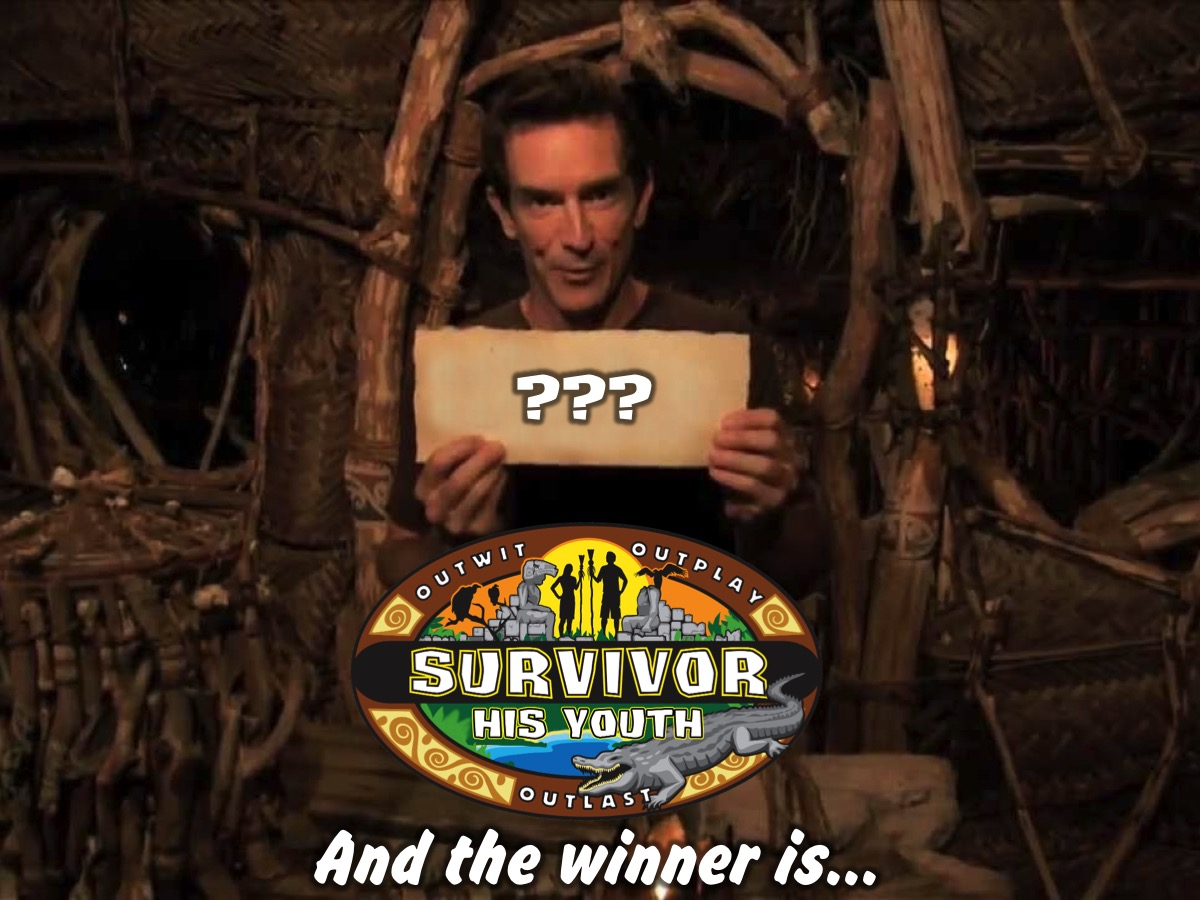 ???
OUTWIT OUTPLAY
SURVIVOR
HIS YOUTH
OUTLAST
And the winner is...